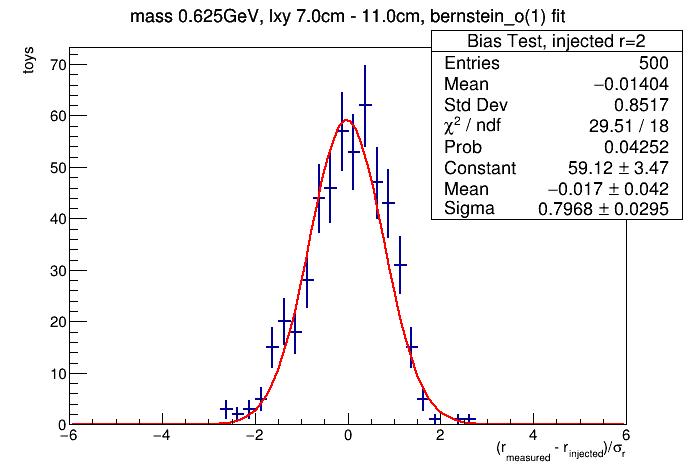 mass 0.625GeV, lxy 7.0cm - 11.0cm, bernstein_o(1) fit
toys
Bias Test, injected r=2
Entries 500
Mean −0.01404
Std Dev 0.8517
χ² / ndf 29.51 / 18
Prob 0.04252
Constant 59.12 ± 3.47
Mean −0.017 ± 0.042
Sigma 0.7968 ± 0.0295
70
60
50
40
30
20
10
0
−6 −4 −2 0 2 4 6
(r_measured - r_injected)/σ_r